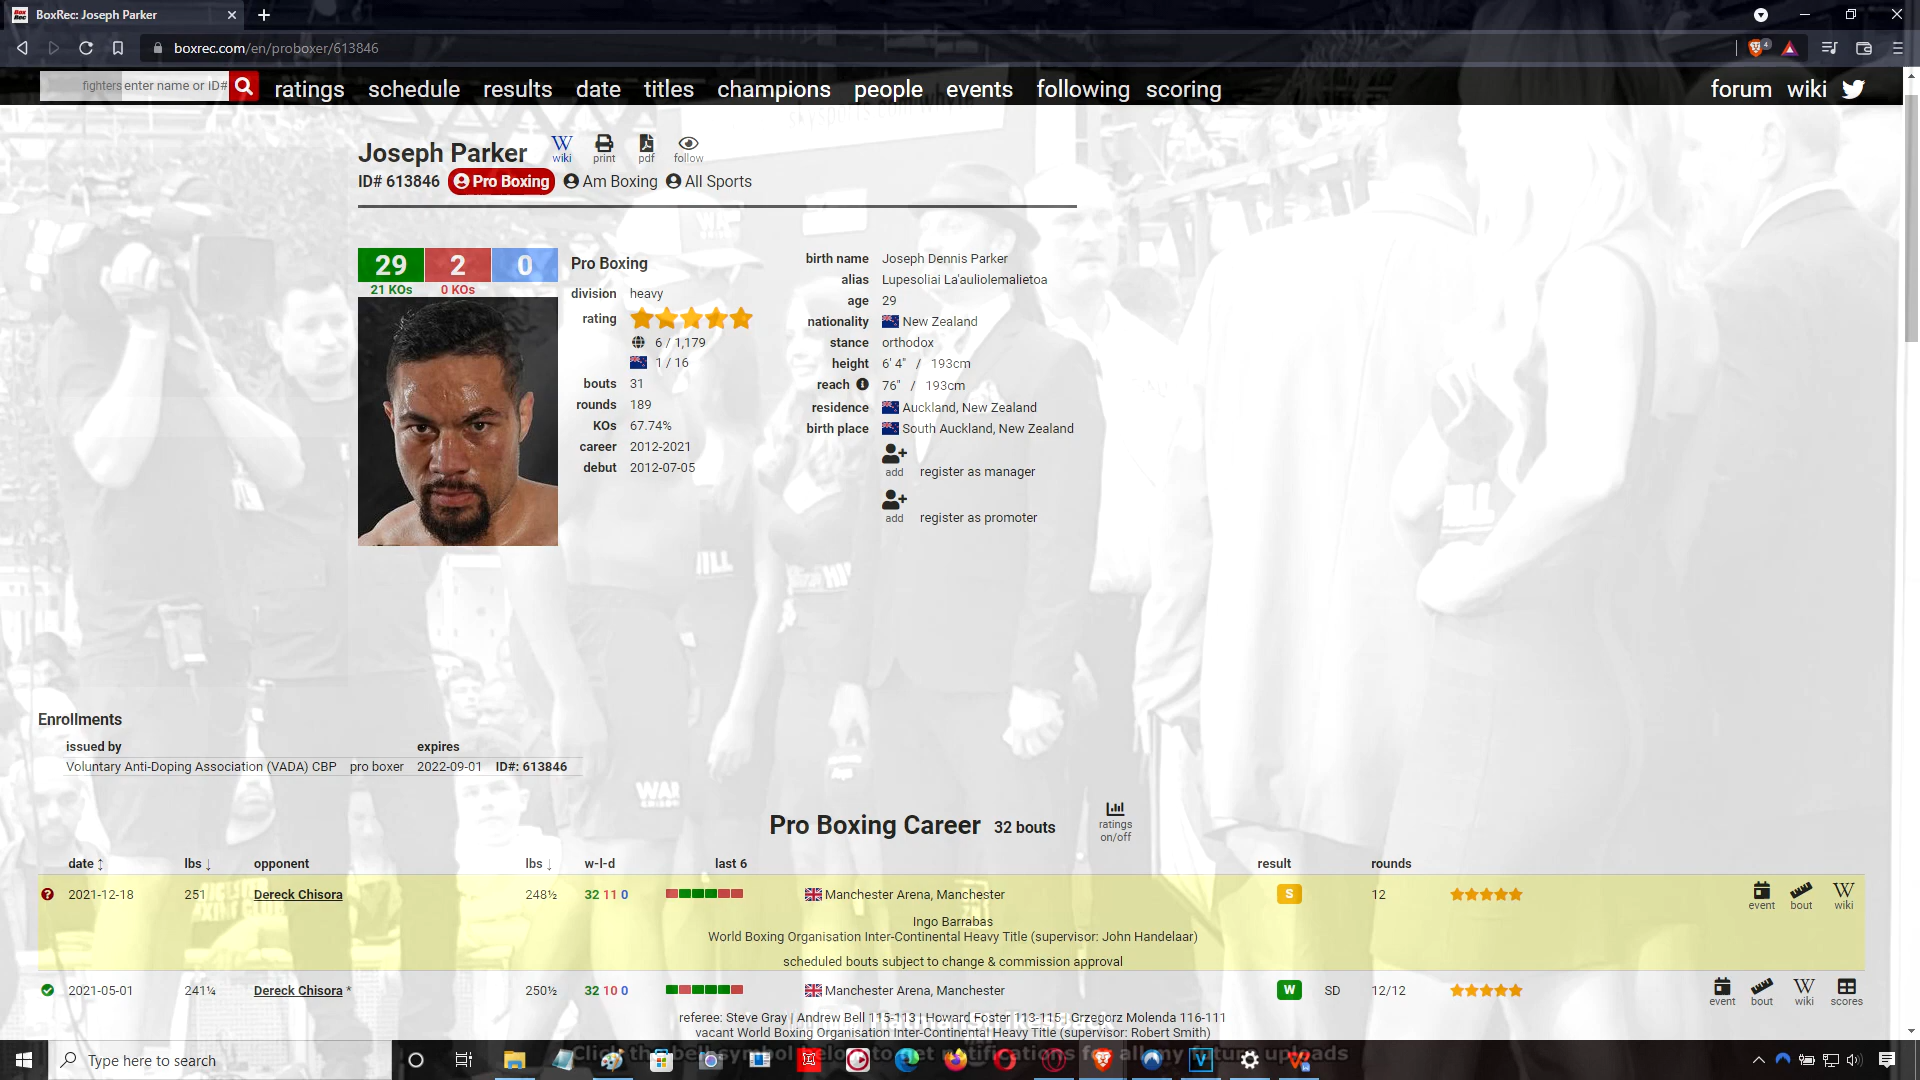 BoxRec: Joseph Parker
boxrec.com/en/proboxer/613846
4
fighters enter name or ID#
ratings schedule results date titles champions people events following scoring
forum wiki
Joseph Parker
wiki print pdf follow
ID# 613846 Pro Boxing Am Boxing All Sports
29 2 0
21 KOs 0 KOs
Pro Boxing
division heavy
rating
6 / 1,179
1 / 16
bouts 31
rounds 189
KOs 67.74%
career 2012-2021
debut 2012-07-05
birth name Joseph Dennis Parker
alias Lupesoliai La'auliolemalietoa
age 29
nationality New Zealand
stance orthodox
height 6' 4" / 193cm
reach 76" / 193cm
residence Auckland, New Zealand
birth place South Auckland, New Zealand
add register as manager
add register as promoter
Enrollments
issued by expires
Voluntary Anti-Doping Association (VADA) CBP pro boxer 2022-09-01 ID#: 613846
Pro Boxing Career 32 bouts
ratings
on/off
date lbs opponent lbs w-l-d last 6 result rounds
2021-12-18 251 Dereck Chisora 248½ 32 11 0 Manchester Arena, Manchester S 12
event bout wiki
Ingo Barrabas
World Boxing Organisation Inter-Continental Heavy Title (supervisor: John Handelaar)
scheduled bouts subject to change & commission approval
2021-05-01 241¼ Dereck Chisora * 250½ 32 10 0 Manchester Arena, Manchester W SD 12/12
event bout wiki scores
referee: Steve Gray | Andrew Bell 115-113 | Howard Foster 113-115 | Grzegorz Molenda 116-111
vacant World Boxing Organisation Inter-Continental Heavy Title (supervisor: Robert Smith)
Type here to search